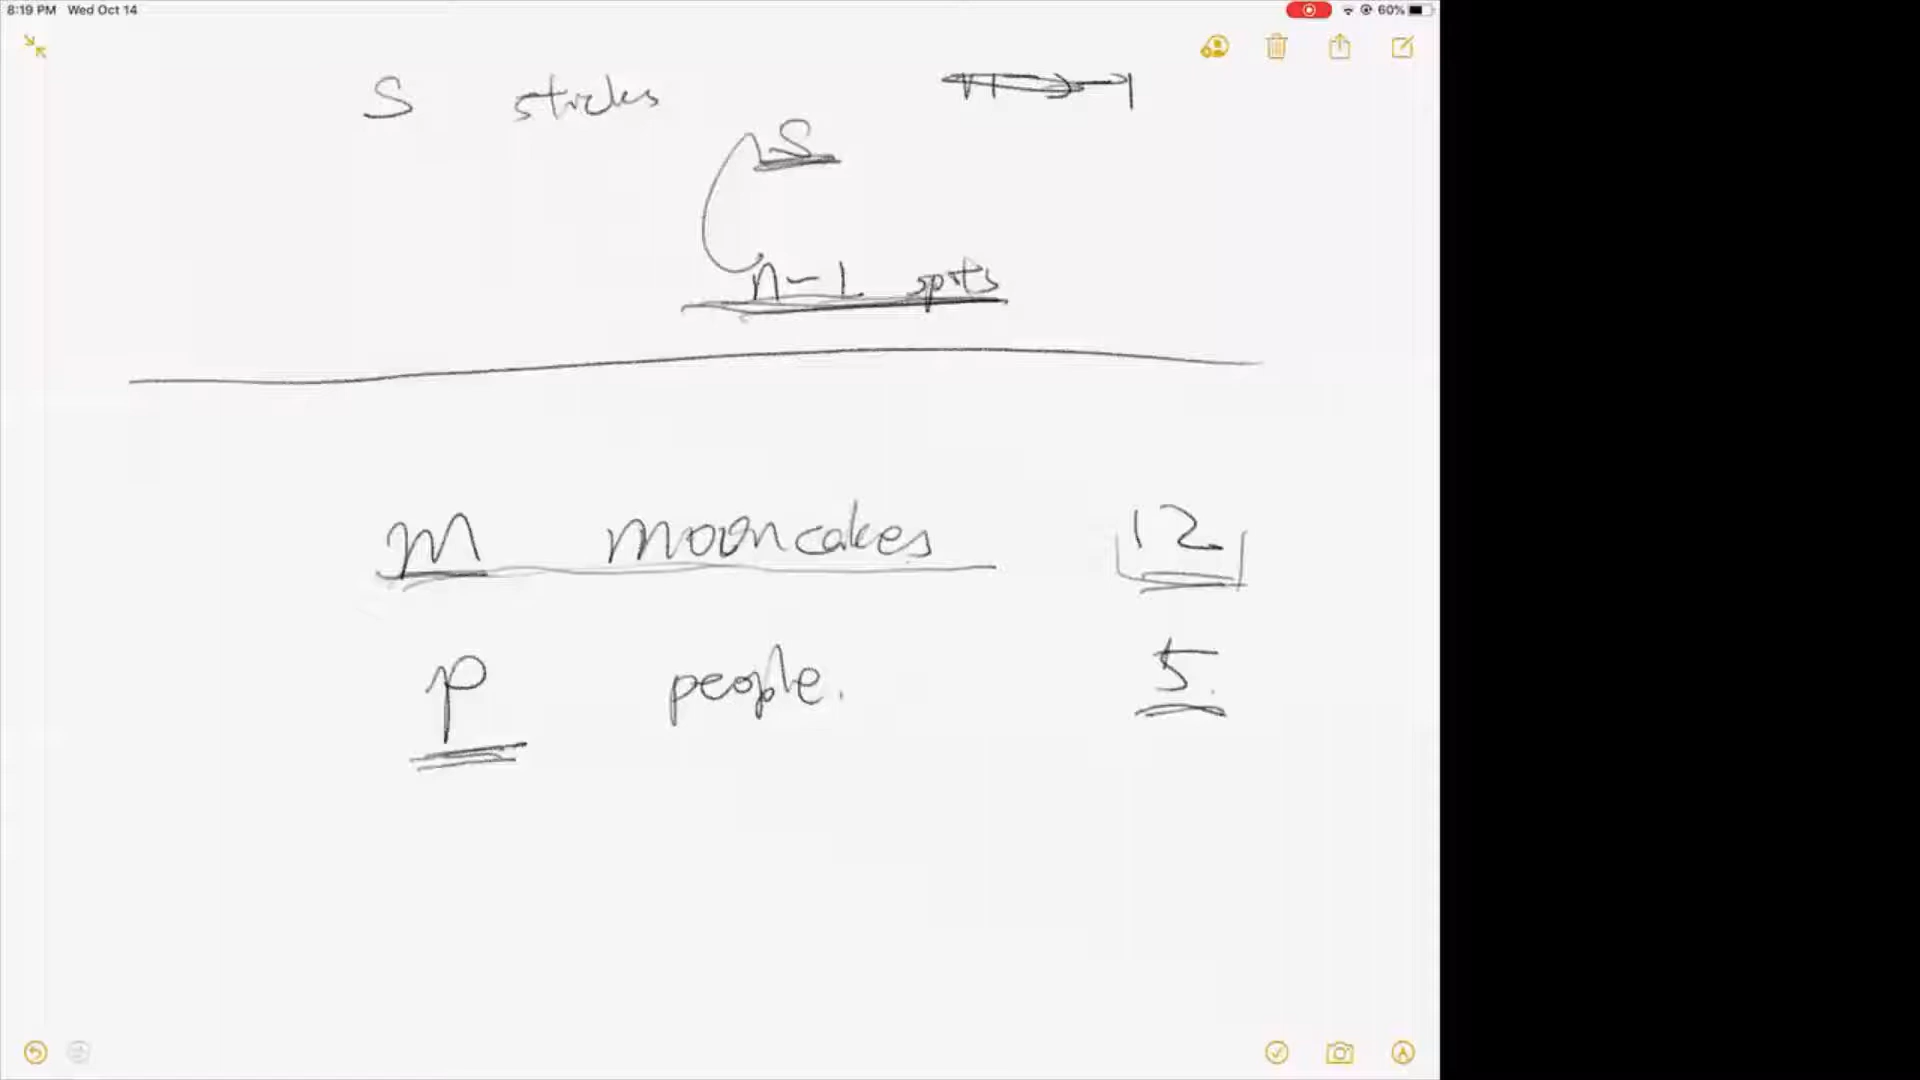 8:19 PM Wed Oct 14 60%
S sticks
S
n-1 spots
m mooncakes 12
p people. 5